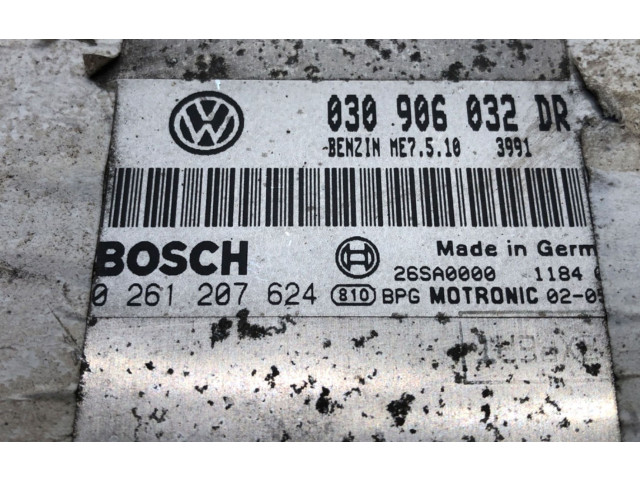 030 906 032 DR
BENZIN ME7.5.10 3991
BOSCH
Made in Germ
26SA0000 1184
0 261 207 624 810 BPG MOTRONIC 02-0